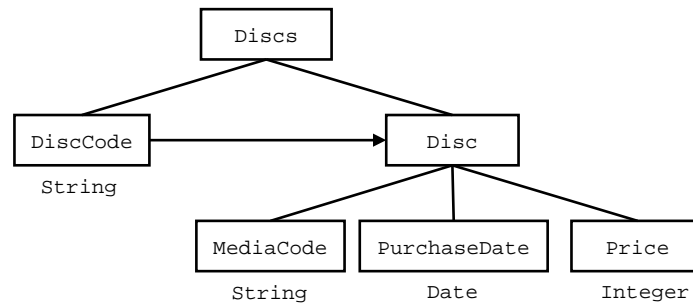 Discs
DiscCode
Disc
String
MediaCode
PurchaseDate
Price
String
Date
Integer